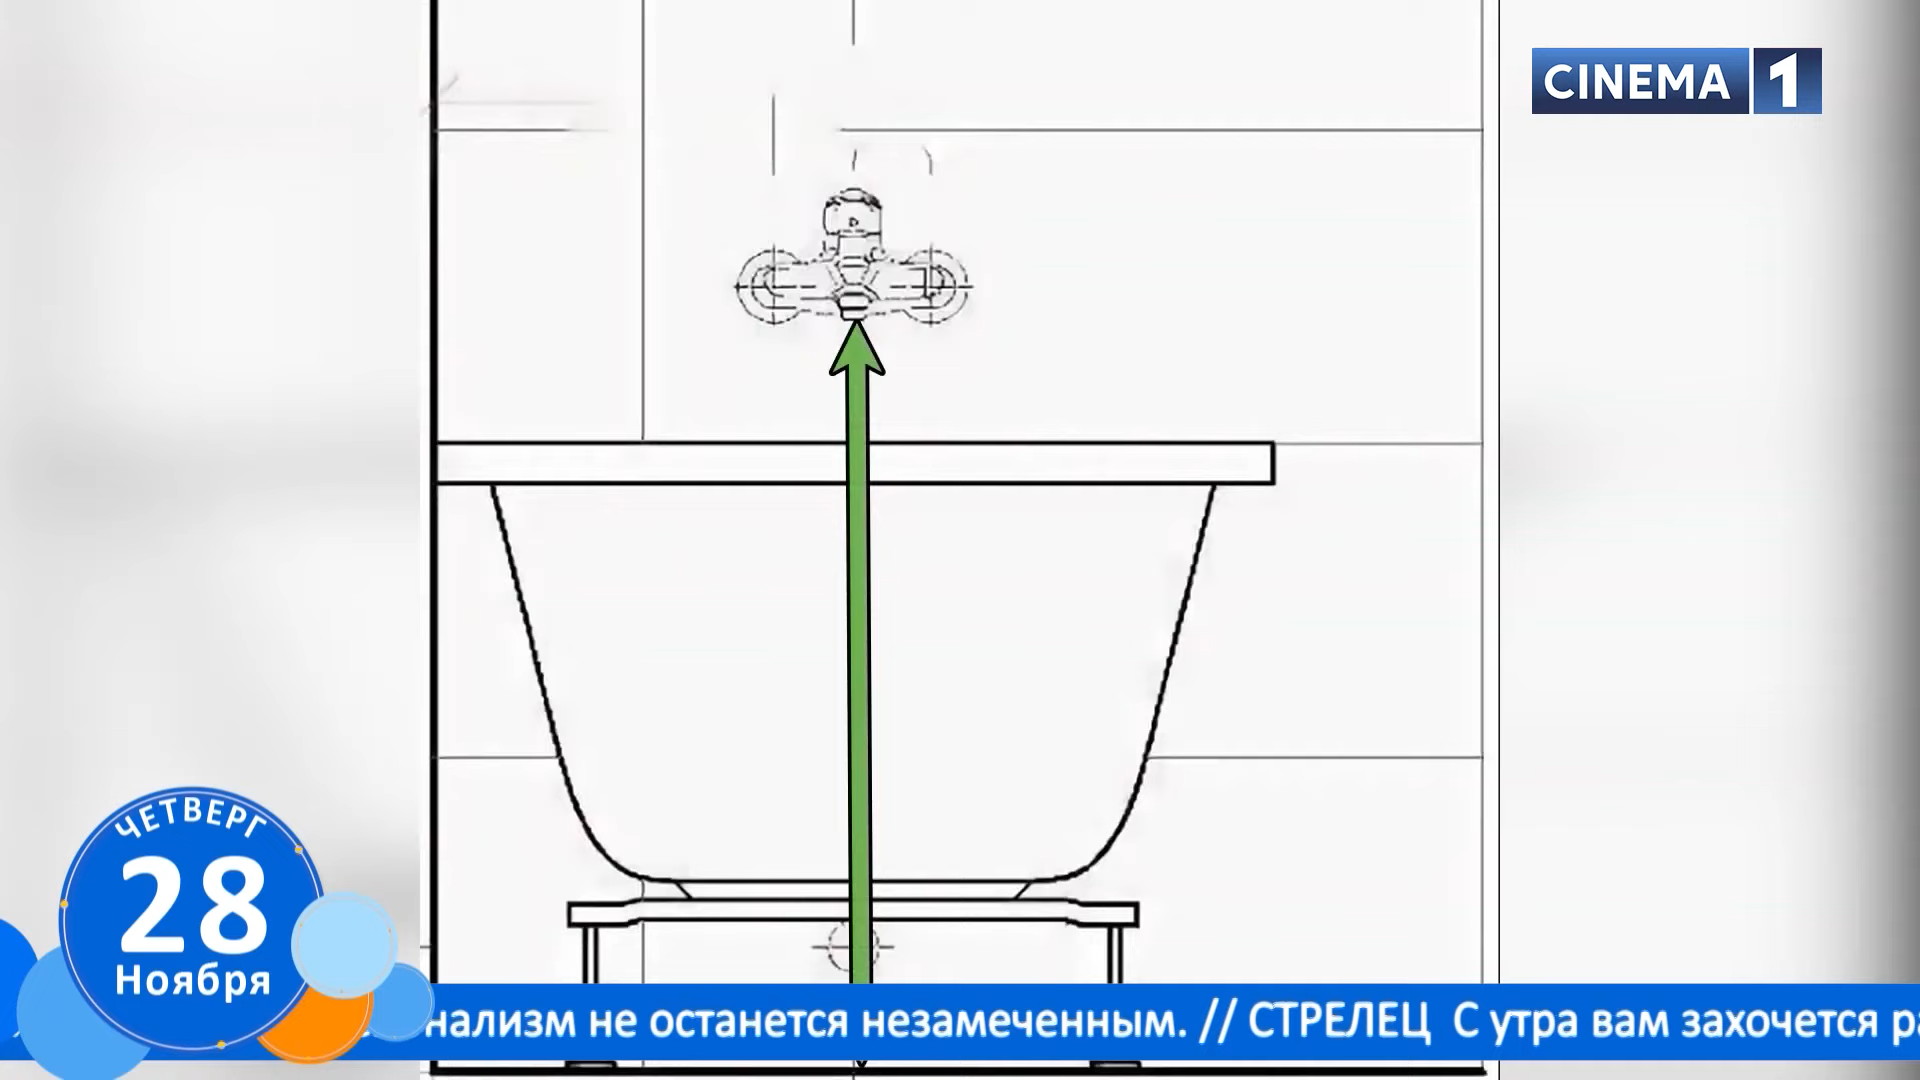 CINEMA 1
ЧЕТВЕРГ
28
Ноября
нализм не останется незамеченным. // СТРЕЛЕЦ С утра вам захочется